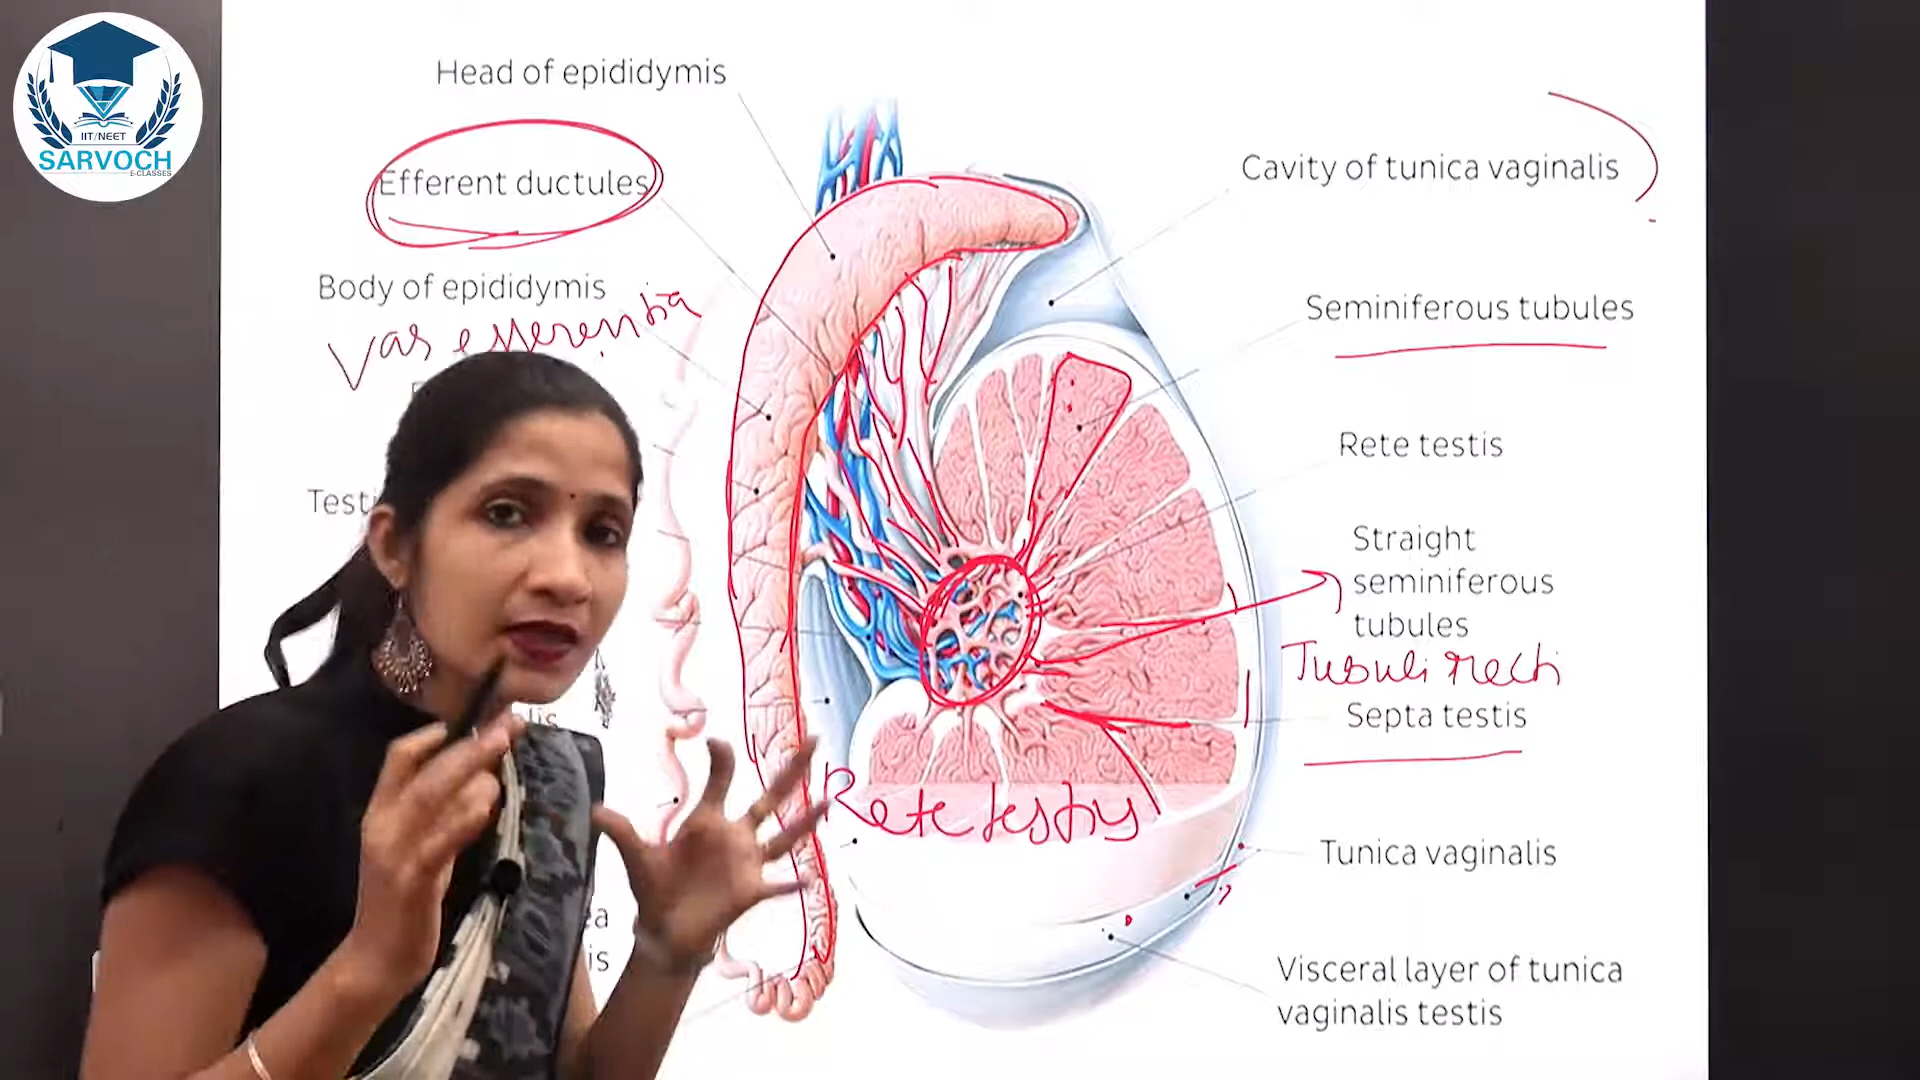 IIT/NEET
SARVOCH
E-CLASSES
Head of epididymis
Efferent ductules
Body of epididymis
Vas efferentia
Cavity of tunica vaginalis
Seminiferous tubules
Rete testis
Straight
seminiferous
tubules
Tubuli recti
Septa testis
Rete testis
Tunica vaginalis
Visceral layer of tunica
vaginalis testis